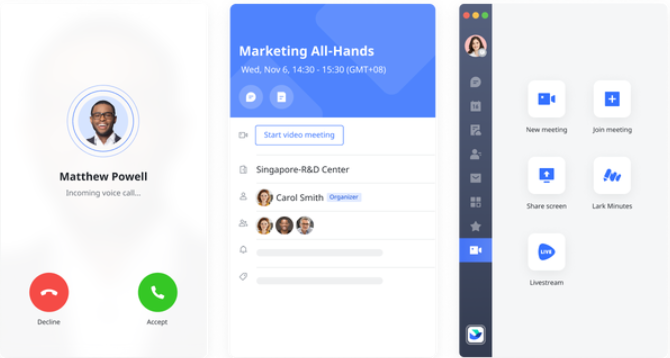 Matthew Powell
Incoming voice call...
Decline
Accept
Marketing All-Hands
Wed, Nov 6, 14:30 - 15:30 (GMT+08)
Start video meeting
Singapore-R&D Center
Carol Smith Organizer
New meeting
Join meeting
Share screen
Lark Minutes
LIVE
Livestream